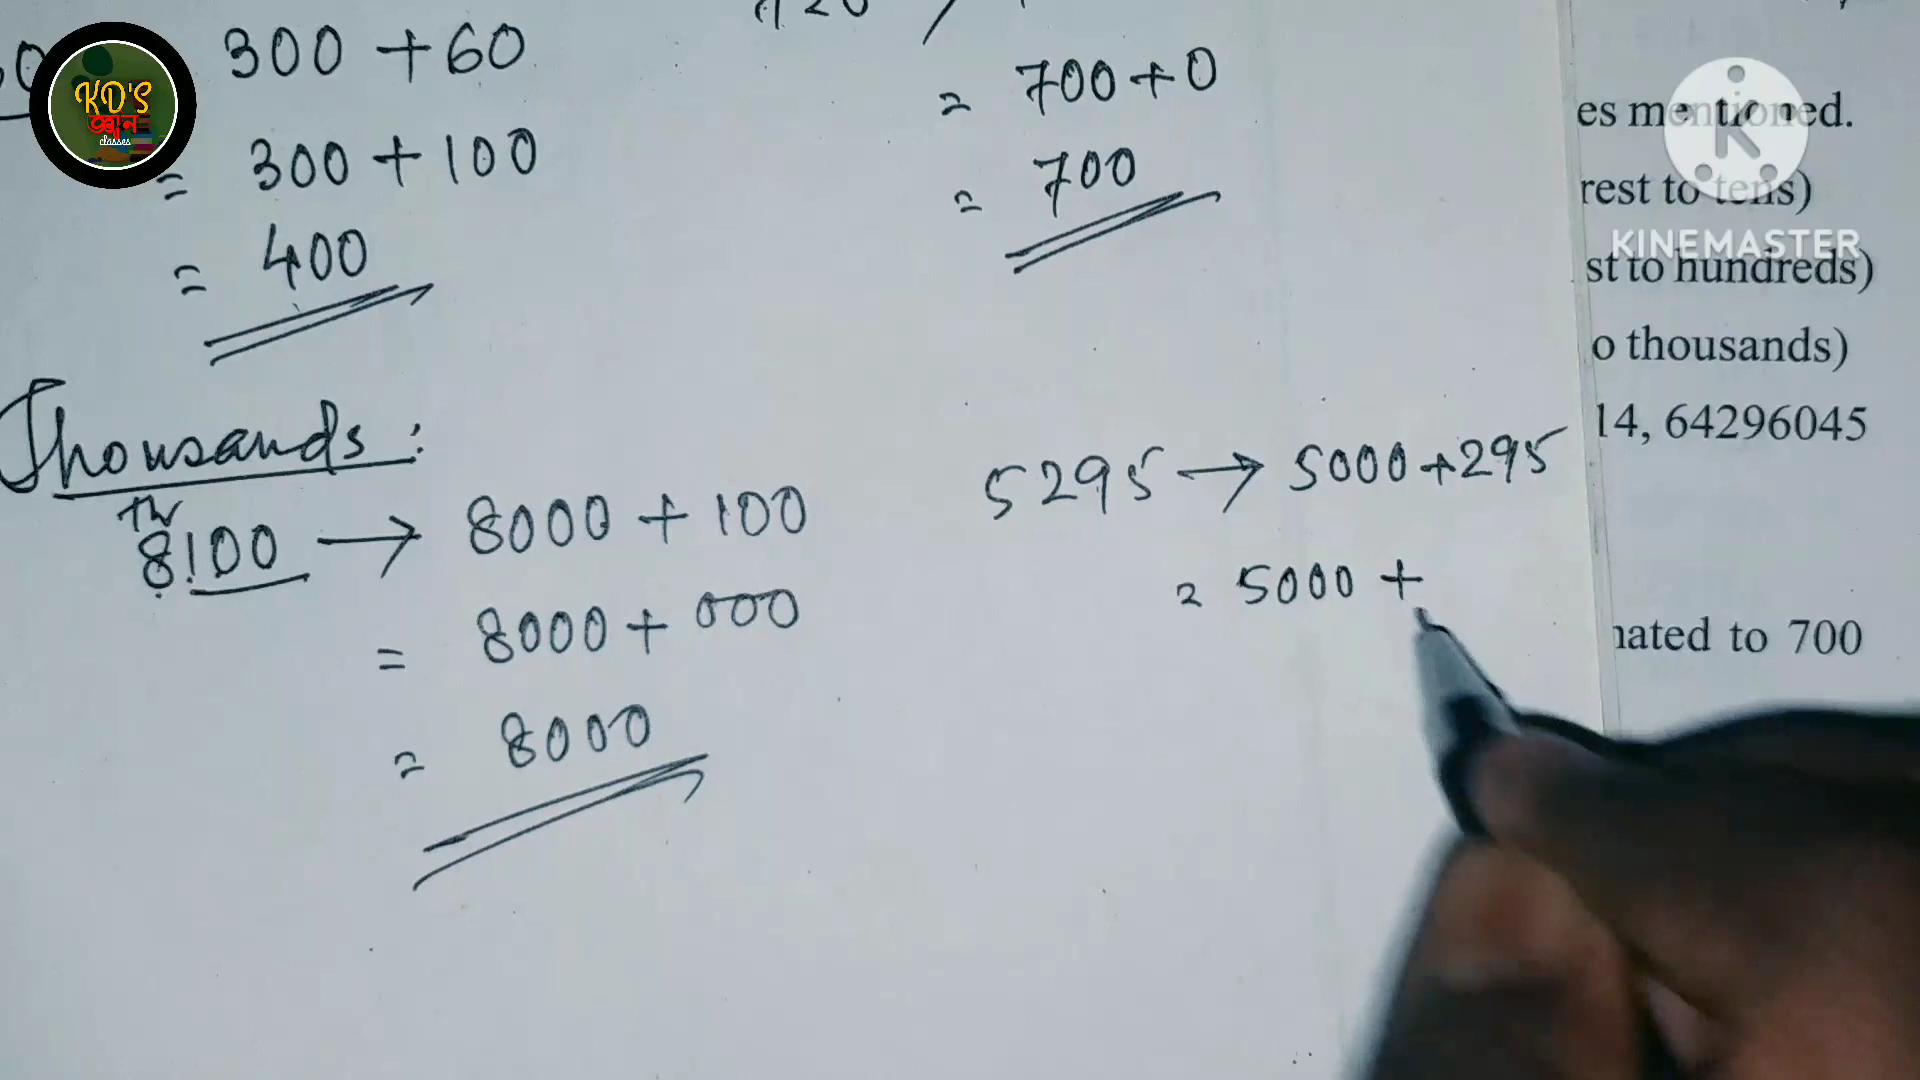 300 + 60
= 300 + 100
= 400
= 700 + 0
= 700
KD'S
জ্ঞান
classes
Thousands:
Th
8100 → 8000 + 100
= 8000 + 000
= 8000
5295 → 5000 + 295
= 5000 +
es mentioned.
rest to tens)
KINEMASTER
st to hundreds)
o thousands)
14, 64296045
nated to 700